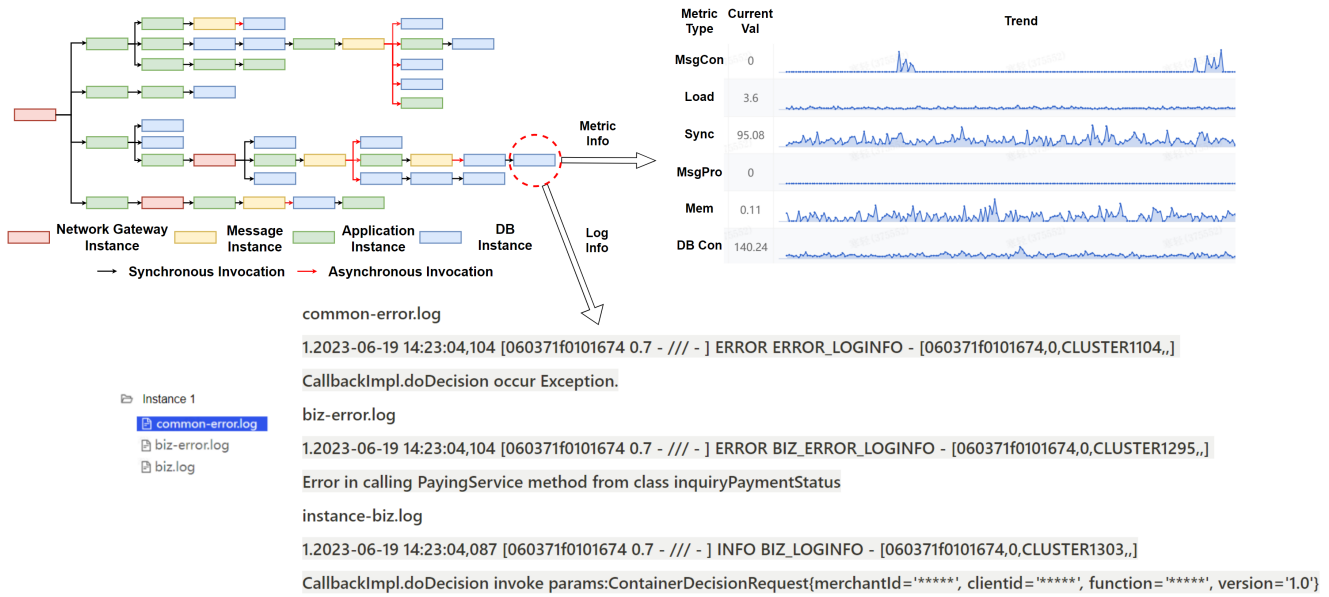 Metric Type
Current Val
Trend
MsgCon 0
Load 3.6
Sync 95.08
MsgPro 0
Mem 0.11
DB Con 140.24
Metric Info
Network Gateway Instance
Message Instance
Application Instance
DB Instance
Synchronous Invocation
Asynchronous Invocation
Log Info
common-error.log
1.2023-06-19 14:23:04,104 [060371f0101674 0.7 - /// - ] ERROR ERROR_LOGINFO - [060371f0101674,0,CLUSTER1104,,]
CallbackImpl.doDecision occur Exception.
biz-error.log
1.2023-06-19 14:23:04,104 [060371f0101674 0.7 - /// - ] ERROR BIZ_ERROR_LOGINFO - [060371f0101674,0,CLUSTER1295,,]
Error in calling PayingService method from class inquiryPaymentStatus
instance-biz.log
1.2023-06-19 14:23:04,087 [060371f0101674 0.7 - /// - ] INFO BIZ_LOGINFO - [060371f0101674,0,CLUSTER1303,,]
CallbackImpl.doDecision invoke params:ContainerDecisionRequest{merchantId='*****', clientid='*****', function='*****', version='1.0'}
Instance 1
common-error.log
biz-error.log
biz.log